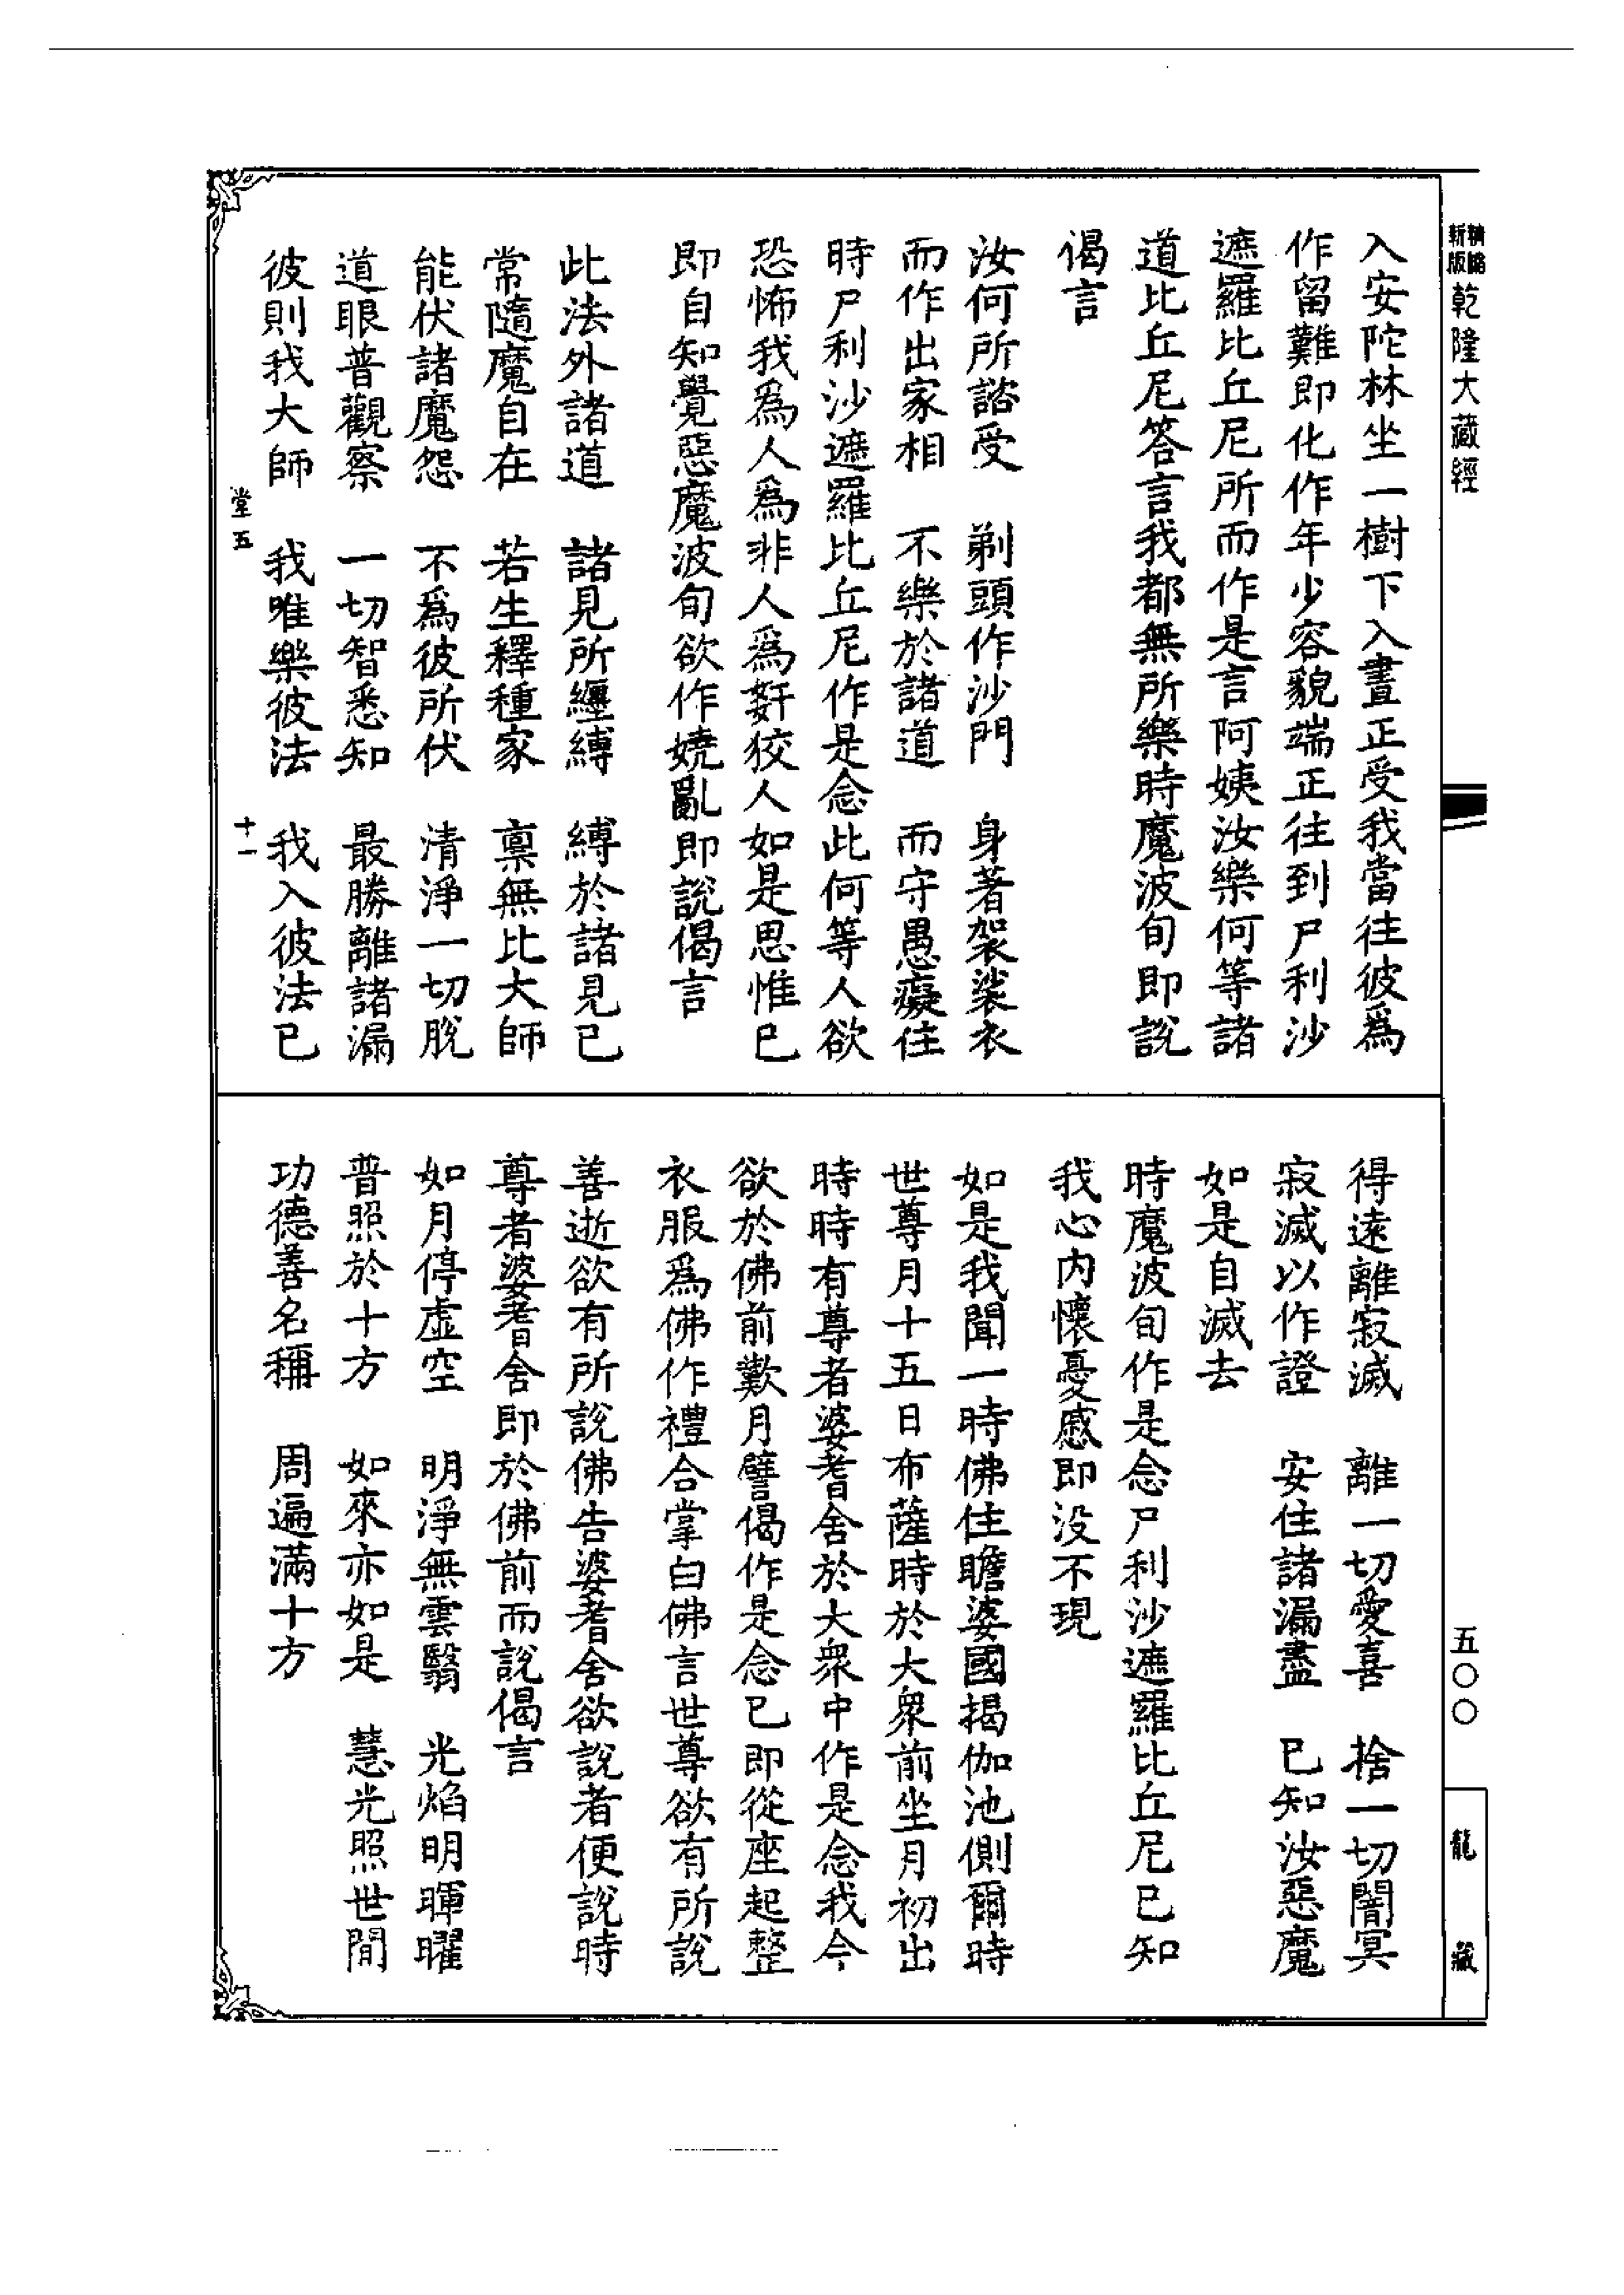 新版 精縮 乾隆大藏經
入安陀林坐一樹下入晝正受我當往彼爲
作留難即化作年少容貌端正往到尸利沙
遮羅比丘尼所而作是言阿姨汝樂何等諸
道比丘尼答言我都無所樂時魔波旬即說
偈言
汝何所諮受　剃頭作沙門　身著袈裟衣
而作出家相　不樂於諸道　而守愚癡住
時尸利沙遮羅比丘尼作是念此何等人欲
恐怖我爲人爲非人爲姧狡人如是思惟已
即自知覺惡魔波旬欲作嬈亂即說偈言
此法外諸道　諸見所纏縛　縛於諸見已
常隨魔自在　若生釋種家　稟無比大師
能伏諸魔怨　不爲彼所伏　清淨一切脫
道眼普觀察　一切智悉知　最勝離諸漏
彼則我大師　我唯樂彼法　我入彼法已
堂五　十一
得遠離寂滅　離一切愛喜　捨一切闇冥
寂滅以作證　安住諸漏盡　已知汝惡魔
如是自滅去
時魔波旬作是念尸利沙遮羅比丘尼已知
我心內懷憂慼即没不現
如是我聞一時佛住瞻婆國揭伽池側爾時
世尊月十五日布薩時於大衆前坐月初出
時時有尊者婆耆舍於大衆中作是念我今
欲於佛前歎月譬偈作是念已即從座起整
衣服爲佛作禮合掌白佛言世尊欲有所說
善逝欲有所說佛告婆耆舍欲說者便說時
尊者婆耆舍即於佛前而說偈言
如月停虛空　明淨無雲翳　光焰明暉曜
普照於十方　如來亦如是　慧光照世間
功德善名稱　周遍滿十方
五〇〇
龍藏